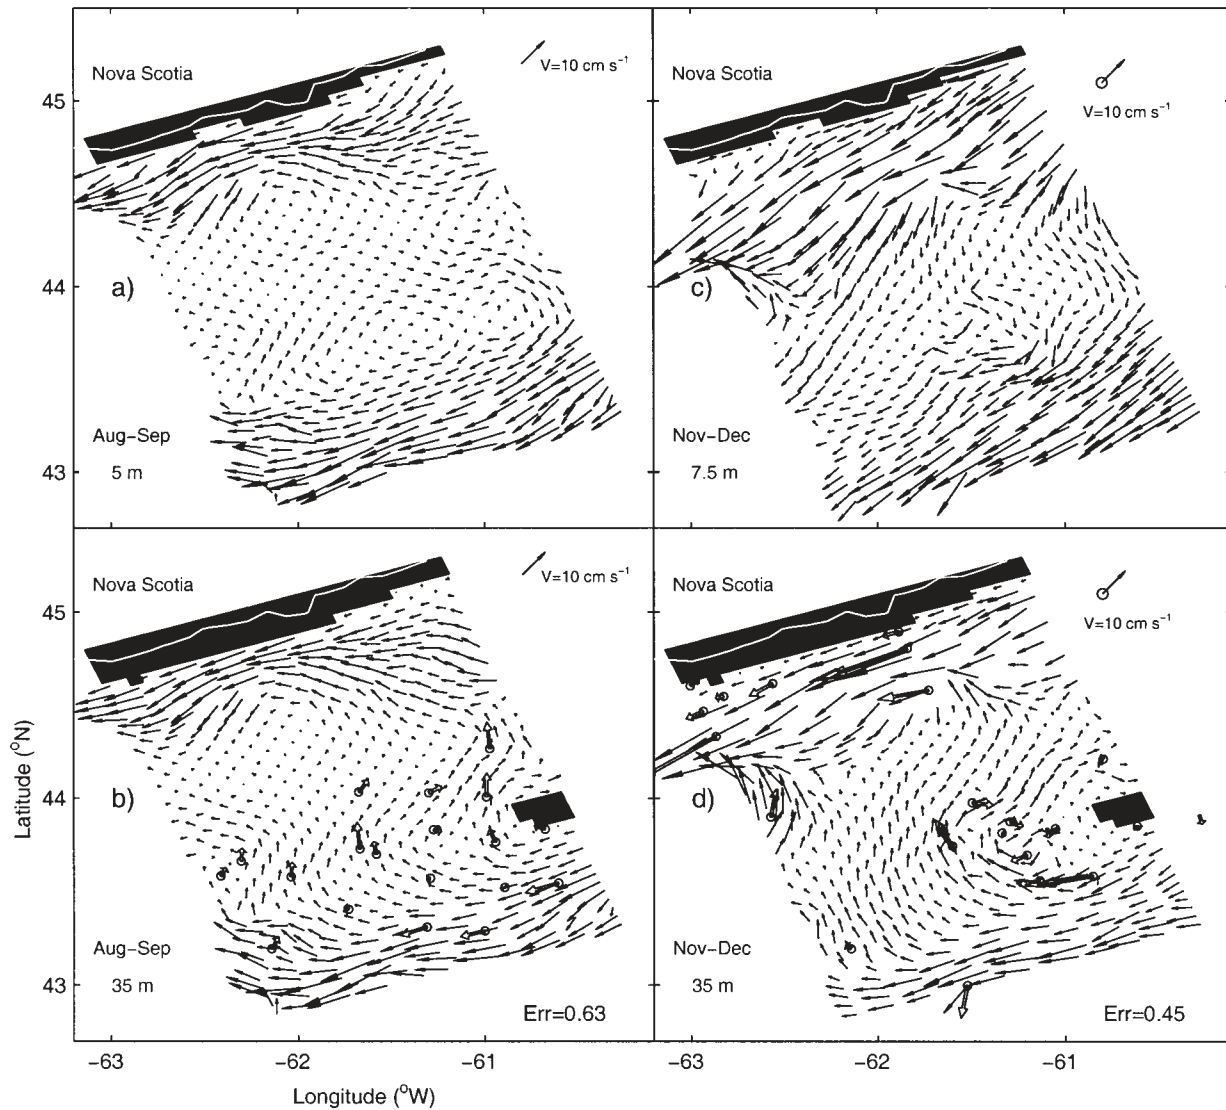 Nova Scotia
V=10 cm s⁻¹
45
a)
44
Aug–Sep
5 m
43
Nova Scotia
V=10 cm s⁻¹
c)
Nov–Dec
7.5 m
Nova Scotia
V=10 cm s⁻¹
45
b)
44
Aug–Sep
35 m
43
Err=0.63
Nova Scotia
V=10 cm s⁻¹
d)
Nov–Dec
35 m
Err=0.45
Latitude (°N)
−63
−62
−61
−63
−62
−61
Longitude (°W)